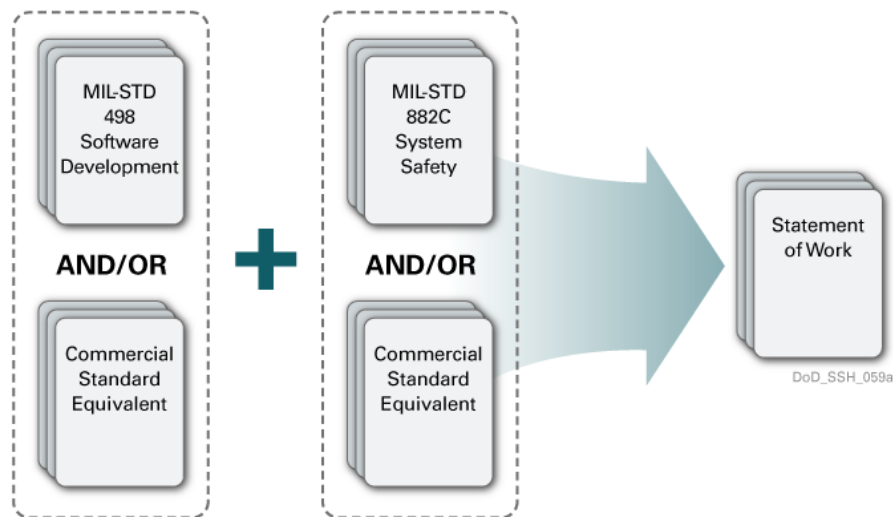 MIL-STD
498
Software
Development
AND/OR
Commercial
Standard
Equivalent
+
MIL-STD
882C
System
Safety
AND/OR
Commercial
Standard
Equivalent
Statement
of Work
DoD_SSH_059a